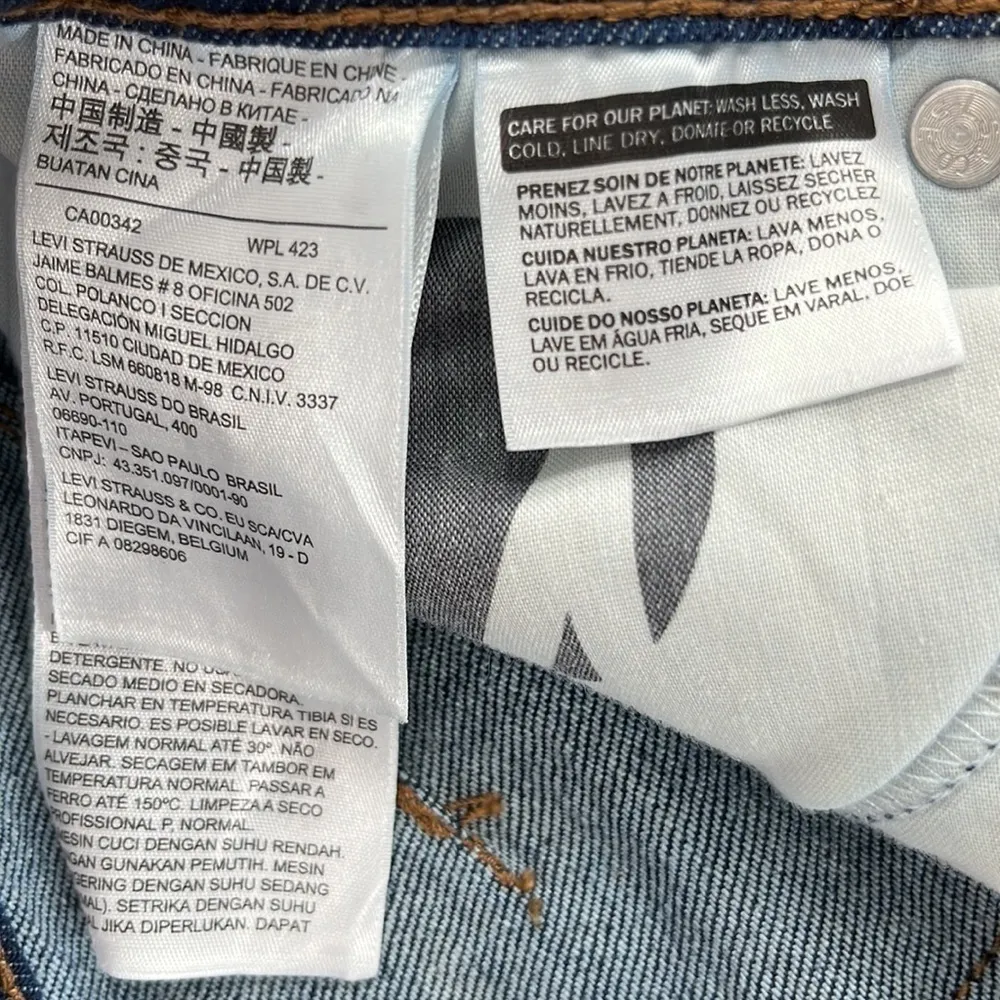 MADE IN CHINA - FABRIQUE EN CHINE -
FABRICADO EN CHINA - FABRICADO NA
CHINA - СДЕЛАНО В КИТАЕ -
中国制造 - 中國製 -
제조국 : 중국 - 中国製 -
BUATAN CINA
CA00342 WPL 423
LEVI STRAUSS DE MEXICO, S.A. DE C.V.
JAIME BALMES # 8 OFICINA 502
COL. POLANCO I SECCION
DELEGACIÓN MIGUEL HIDALGO
C.P. 11510 CIUDAD DE MEXICO
R.F.C. LSM 660818 M-98 C.N.I.V. 3337
LEVI STRAUSS DO BRASIL
AV. PORTUGAL, 400
06690-110
ITAPEVI – SAO PAULO BRASIL
CNPJ: 43.351.097/0001-90
LEVI STRAUSS & CO. EU SCA/CVA
LEONARDO DA VINCILAAN, 19 - D
1831 DIEGEM, BELGIUM
CIF A 08298606
DETERGENTE. NO
SECADO MEDIO EN SECADORA.
PLANCHAR EN TEMPERATURA TIBIA SI ES
NECESARIO. ES POSIBLE LAVAR EN SECO.
- LAVAGEM NORMAL ATÉ 30º. NÃO
ALVEJAR. SECAGEM EM TAMBOR EM
TEMPERATURA NORMAL. PASSAR A
FERRO ATÉ 150ºC. LIMPEZA A SECO
PROFISSIONAL P, NORMAL.
MESIN CUCI DENGAN SUHU RENDAH.
GUNAKAN PEMUTIH. MESIN
DENGAN SUHU SEDANG
SETRIKA DENGAN SUHU
JIKA DIPERLUKAN. DAPAT
CARE FOR OUR PLANET: WASH LESS, WASH
COLD, LINE DRY, DONATE OR RECYCLE
PRENEZ SOIN DE NOTRE PLANETE: LAVEZ
MOINS, LAVEZ A FROID, LAISSEZ SECHER
NATURELLEMENT, DONNEZ OU RECYCLEZ
CUIDA NUESTRO PLANETA: LAVA MENOS,
LAVA EN FRIO, TIENDE LA ROPA, DONA O
RECICLA.
CUIDE DO NOSSO PLANETA: LAVE MENOS,
LAVE EM ÁGUA FRIA, SEQUE EM VARAL, DOE
OU RECICLE.